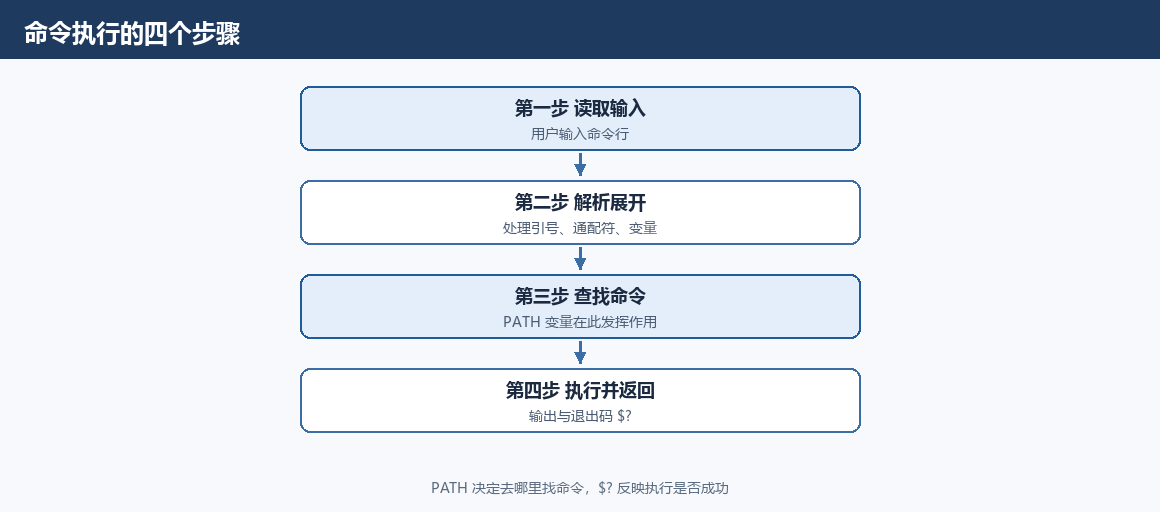 命令执行的四个步骤
第一步 读取输入
用户输入命令行
第二步 解析展开
处理引号、通配符、变量
第三步 查找命令
PATH 变量在此发挥作用
第四步 执行并返回
输出与退出码 $?
PATH 决定去哪里找命令，$? 反映执行是否成功